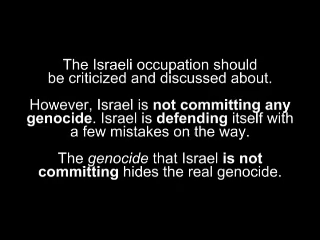 The Israeli occupation should
be criticized and discussed about.
However, Israel is not committing any
genocide. Israel is defending itself with
a few mistakes on the way.
The genocide that Israel is not
committing hides the real genocide.